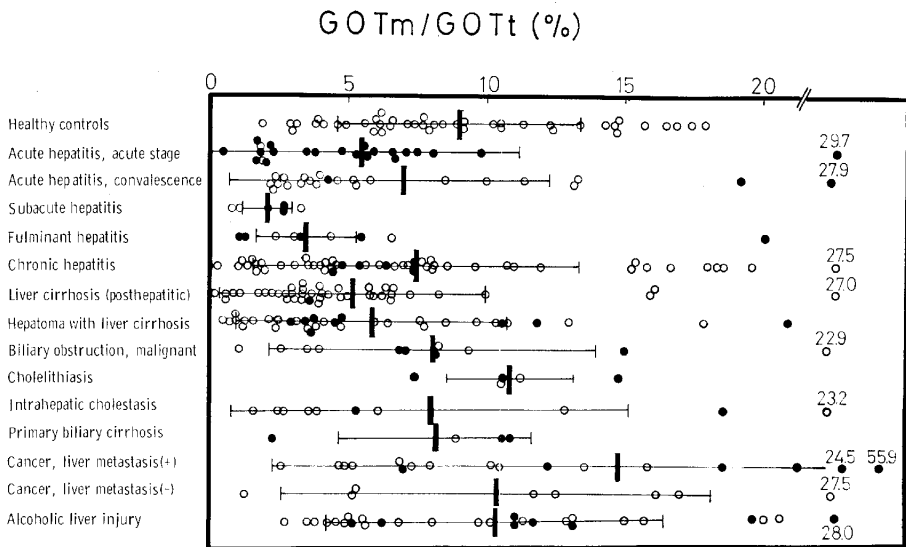 GOTm/GOTt (%)
0 5 10 15 20
Healthy controls
Acute hepatitis, acute stage 29.7
Acute hepatitis, convalescence 27.9
Subacute hepatitis
Fulminant hepatitis
Chronic hepatitis 27.5
Liver cirrhosis (posthepatitic) 27.0
Hepatoma with liver cirrhosis
Biliary obstruction, malignant 22.9
Cholelithiasis
Intrahepatic cholestasis 23.2
Primary biliary cirrhosis
Cancer, liver metastasis(+) 24.5 55.9
Cancer, liver metastasis(-) 27.5
Alcoholic liver injury 28.0